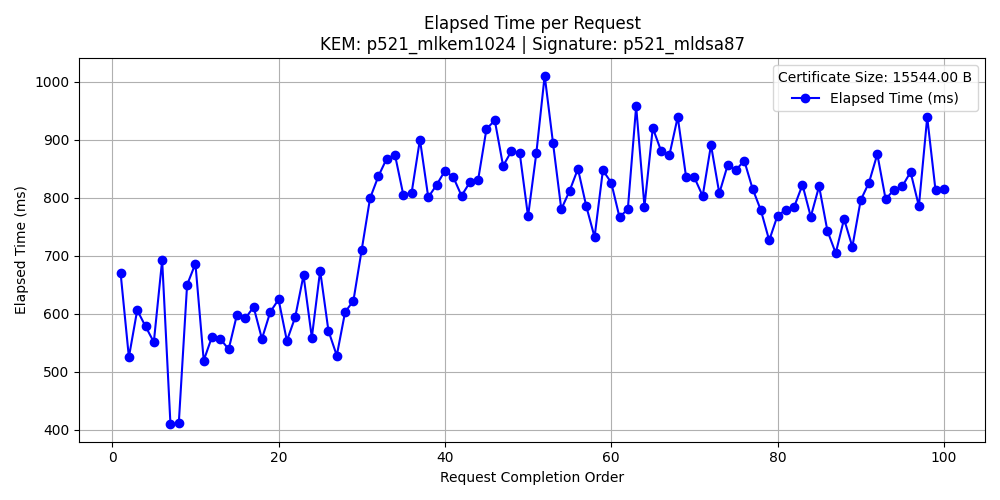 Elapsed Time per Request
KEM: p521_mlkem1024 | Signature: p521_mldsa87
Certificate Size: 15544.00 B
Elapsed Time (ms)
Elapsed Time (ms)
1000
900
800
700
600
500
400
0 20 40 60 80 100
Request Completion Order